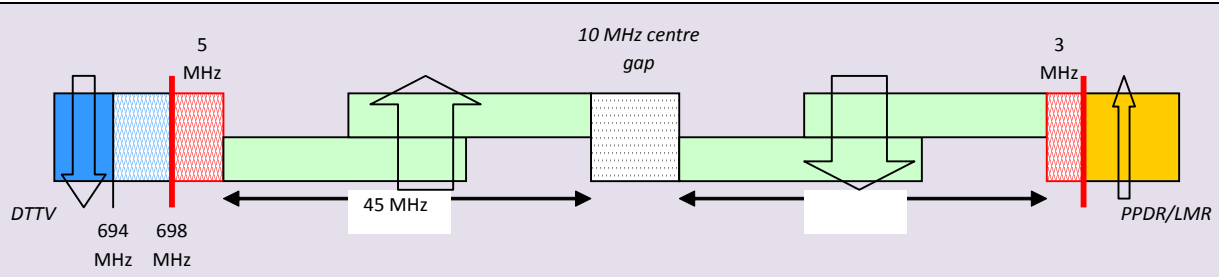 5
MHz
10 MHz centre
gap
3
MHz
DTTV
45 MHz
PPDR/LMR
694
MHz
698
MHz